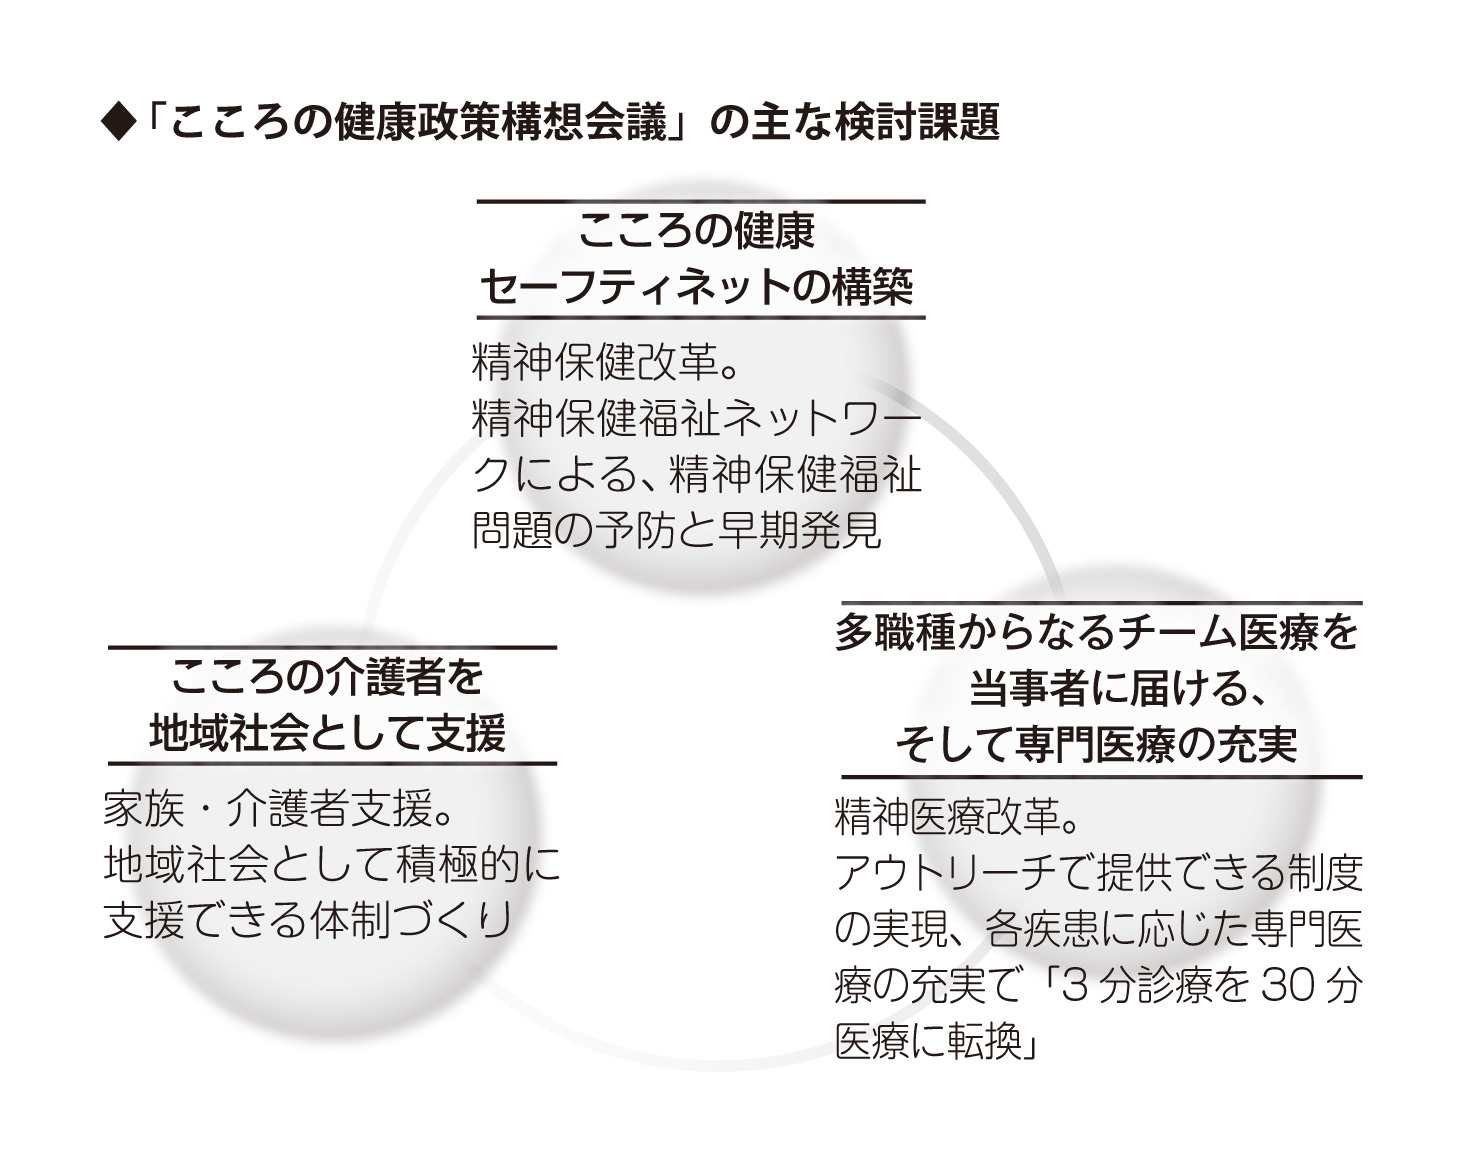 ◆「こころの健康政策構想会議」の主な検討課題
こころの健康
セーフティネットの構築
精神保健改革。
精神保健福祉ネットワー
クによる、精神保健福祉
問題の予防と早期発見
こころの介護者を
地域社会として支援
家族・介護者支援。
地域社会として積極的に
支援できる体制づくり
多職種からなるチーム医療を
当事者に届ける、
そして専門医療の充実
精神医療改革。
アウトリーチで提供できる制度
の実現、各疾患に応じた専門医
療の充実で「3 分診療を 30 分
医療に転換」